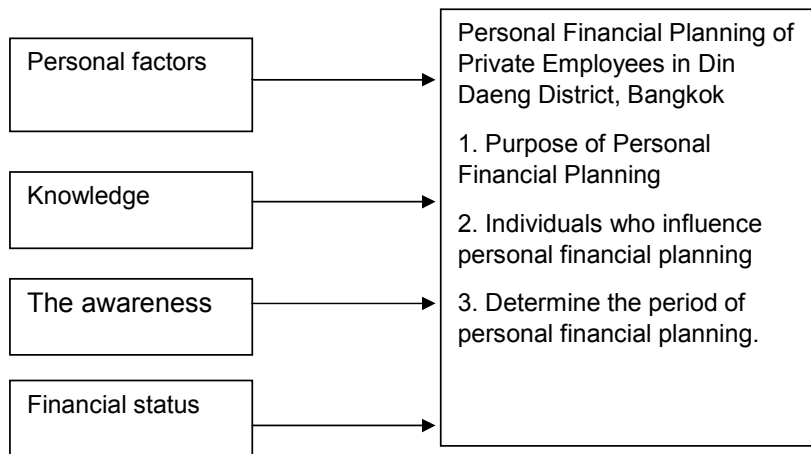 Personal factors
Knowledge
The awareness
Financial status
Personal Financial Planning of
Private Employees in Din
Daeng District, Bangkok
1. Purpose of Personal
Financial Planning
2. Individuals who influence
personal financial planning
3. Determine the period of
personal financial planning.